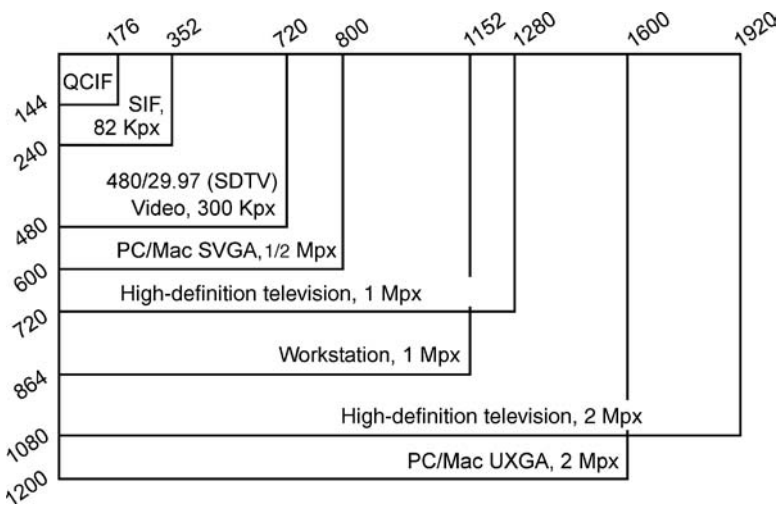 176 352 720 800 1152 1280 1600 1920
QCIF
144
SIF,
82 Kpx
240
480/29.97 (SDTV)
Video, 300 Kpx
480
PC/Mac SVGA, 1/2 Mpx
600
High-definition television, 1 Mpx
720
Workstation, 1 Mpx
864
High-definition television, 2 Mpx
1080
PC/Mac UXGA, 2 Mpx
1200